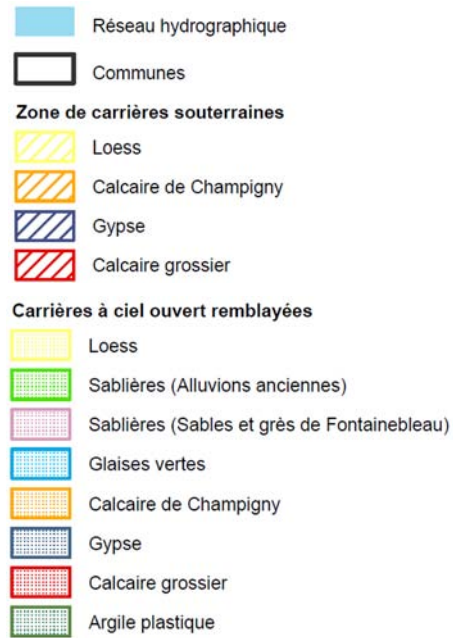 Réseau hydrographique
Communes
Zone de carrières souterraines
Loess
Calcaire de Champigny
Gypse
Calcaire grossier
Carrières à ciel ouvert remblayées
Loess
Sablières (Alluvions anciennes)
Sablières (Sables et grès de Fontainebleau)
Glaises vertes
Calcaire de Champigny
Gypse
Calcaire grossier
Argile plastique